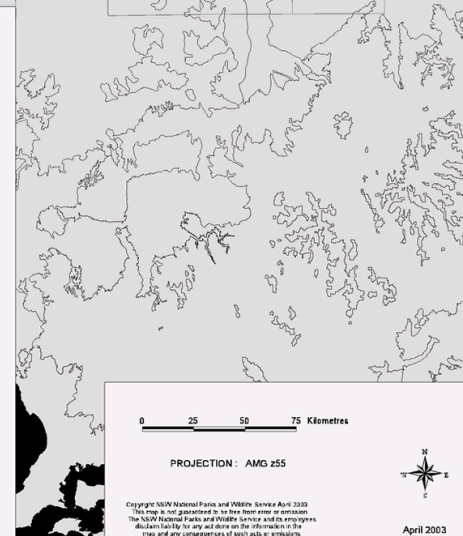 0 25 50 75 Kilometres
PROJECTION : AMG z55
N
W E
S
Copyright NSW National Parks and Wildlife Service April 2003
This map is not guaranteed to be free from error or omission
The NSW National Parks and Wildlife Service and its employees
disclaim liability for any act done on the information in the
map and any consequences of such acts or omissions
April 2003